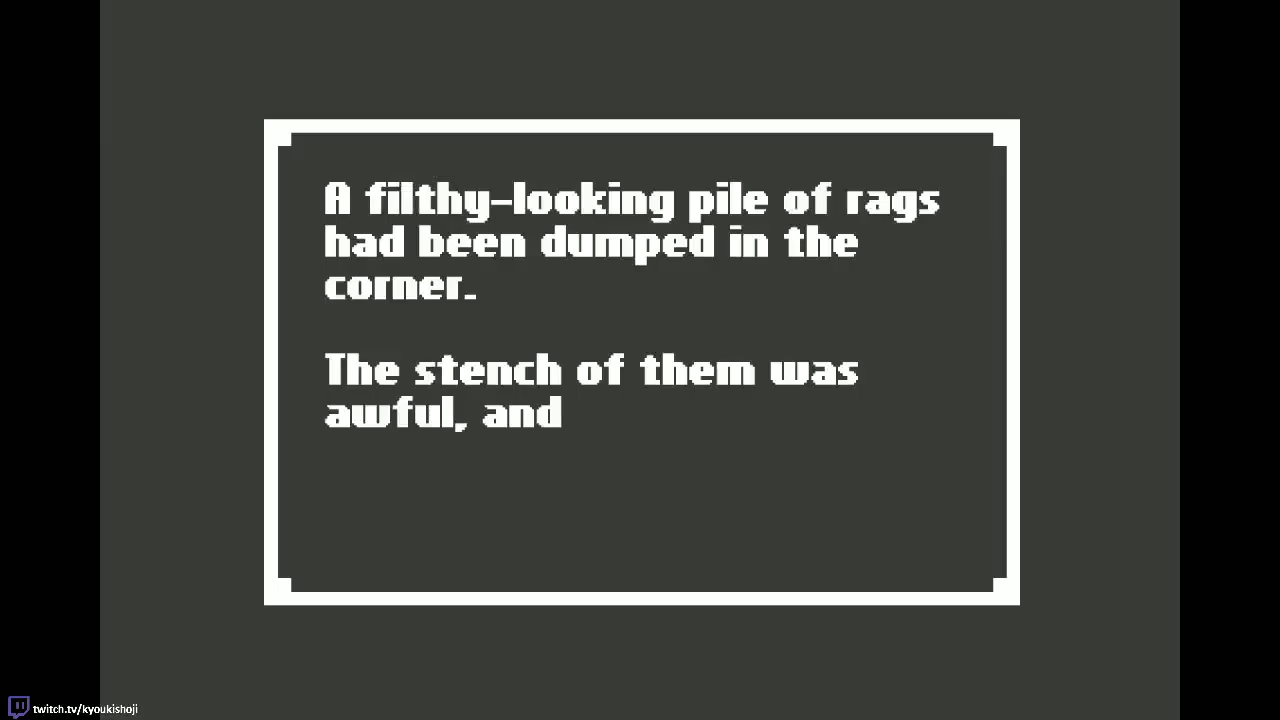 A filthy-looking pile of rags
had been dumped in the
corner.
The stench of them was
awful, and
twitch.tv/kyoukishoji